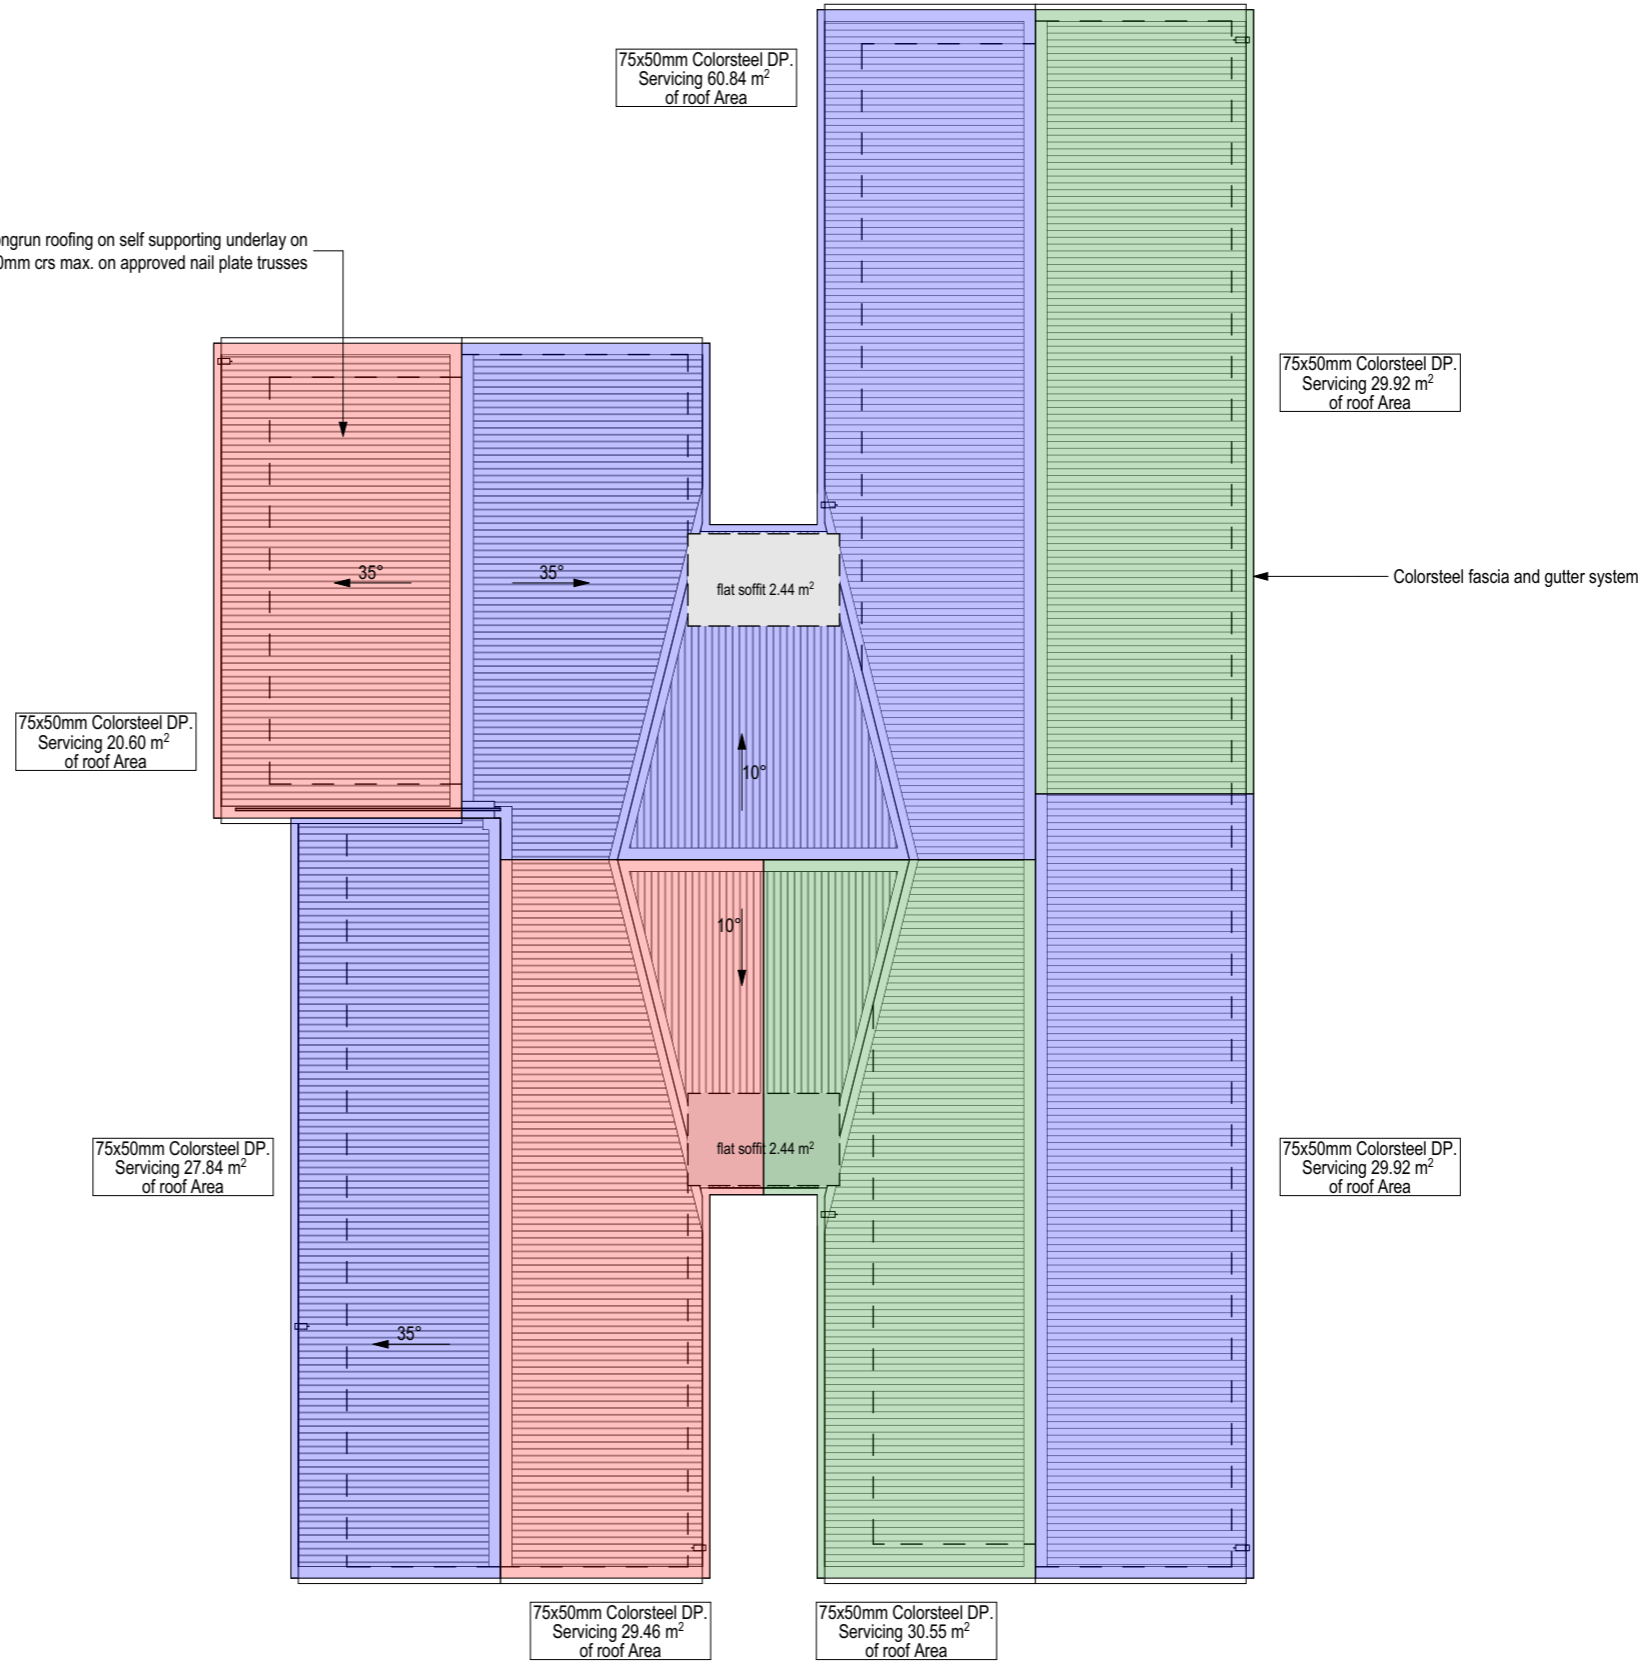 75x50mm Colorsteel DP.
Servicing 60.84 m²
of roof Area
roofing on self supporting underlay on
crs max. on approved nail plate trusses
75x50mm Colorsteel DP.
Servicing 29.92 m²
of roof Area
35°
35°
flat soffit 2.44 m²
Colorsteel fascia and gutter system
75x50mm Colorsteel DP.
Servicing 20.60 m²
of roof Area
10°
10°
75x50mm Colorsteel DP.
Servicing 27.84 m²
of roof Area
flat soffit 2.44 m²
75x50mm Colorsteel DP.
Servicing 29.92 m²
of roof Area
35°
75x50mm Colorsteel DP.
Servicing 29.46 m²
of roof Area
75x50mm Colorsteel DP.
Servicing 30.55 m²
of roof Area